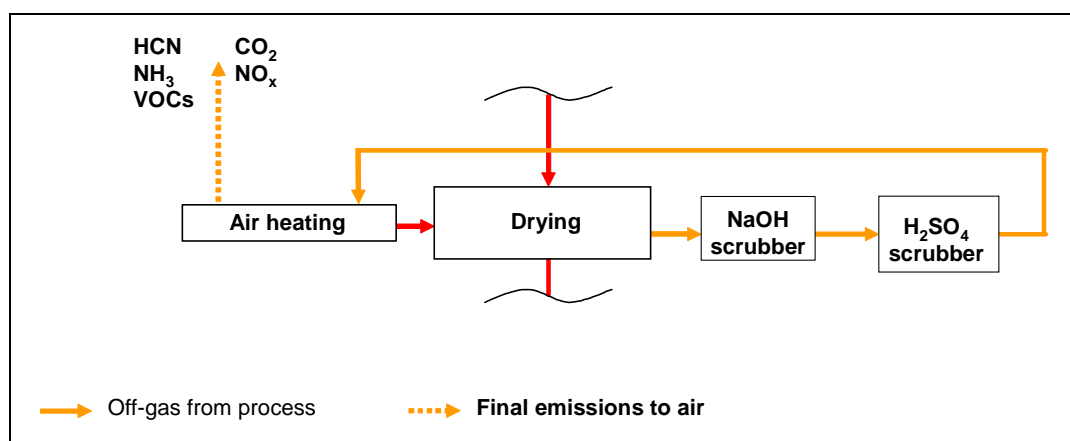 HCN
NH₃
VOCs
CO₂
NOₓ
Air heating
Drying
NaOH
scrubber
H₂SO₄
scrubber
Off-gas from process
Final emissions to air